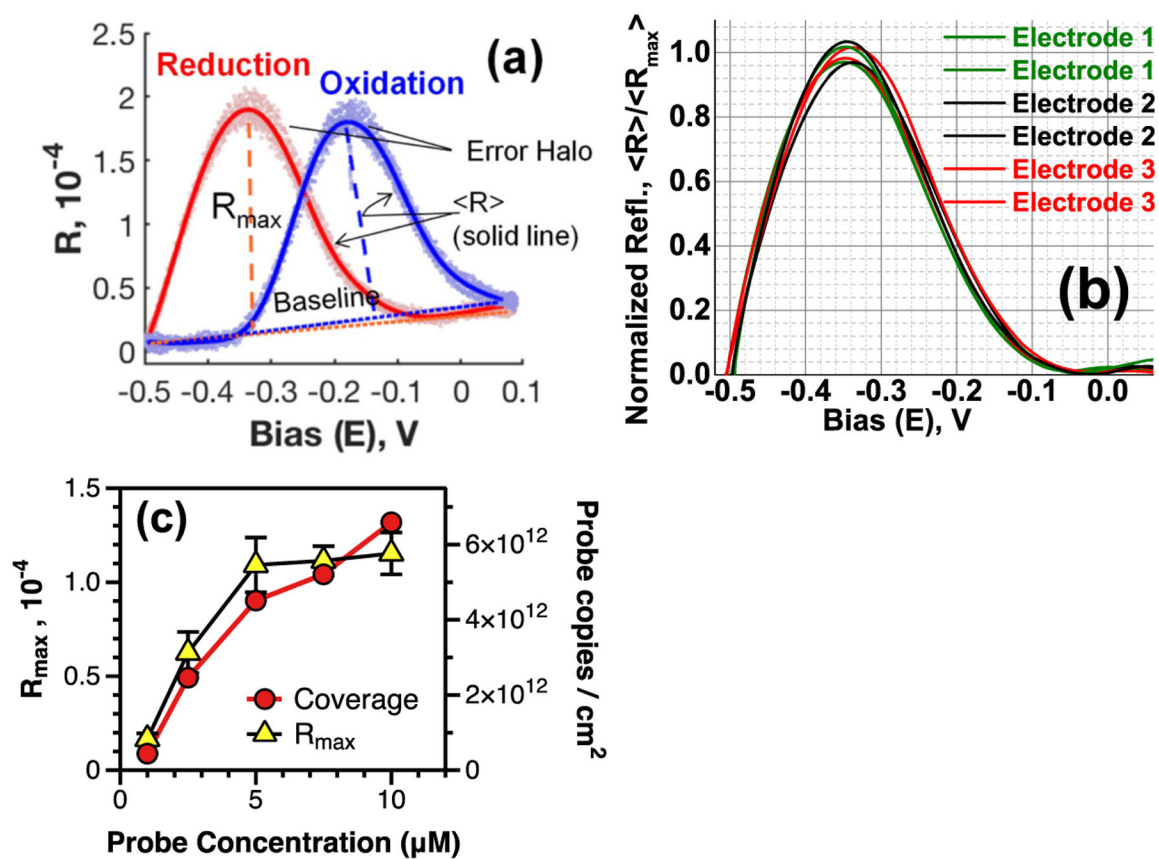 (a)
2.5
2
1.5
1
0.5
0
R, 10⁻⁴
Reduction
Oxidation
Error Halo
R_max
<R>
(solid line)
Baseline
-0.5 -0.4 -0.3 -0.2 -0.1 0 0.1
Bias (E), V
(b)
Normalized Refl., <R>/<R_max>
1.0
0.8
0.6
0.4
0.2
0.0
Electrode 1
Electrode 1
Electrode 2
Electrode 2
Electrode 3
Electrode 3
-0.5 -0.4 -0.3 -0.2 -0.1 0.0
Bias (E), V
(c)
R_max , 10⁻⁴
1.5
1.0
0.5
0
Coverage
R_max
6×10¹²
4×10¹²
2×10¹²
0
Probe copies / cm²
0 5 10
Probe Concentration (µM)